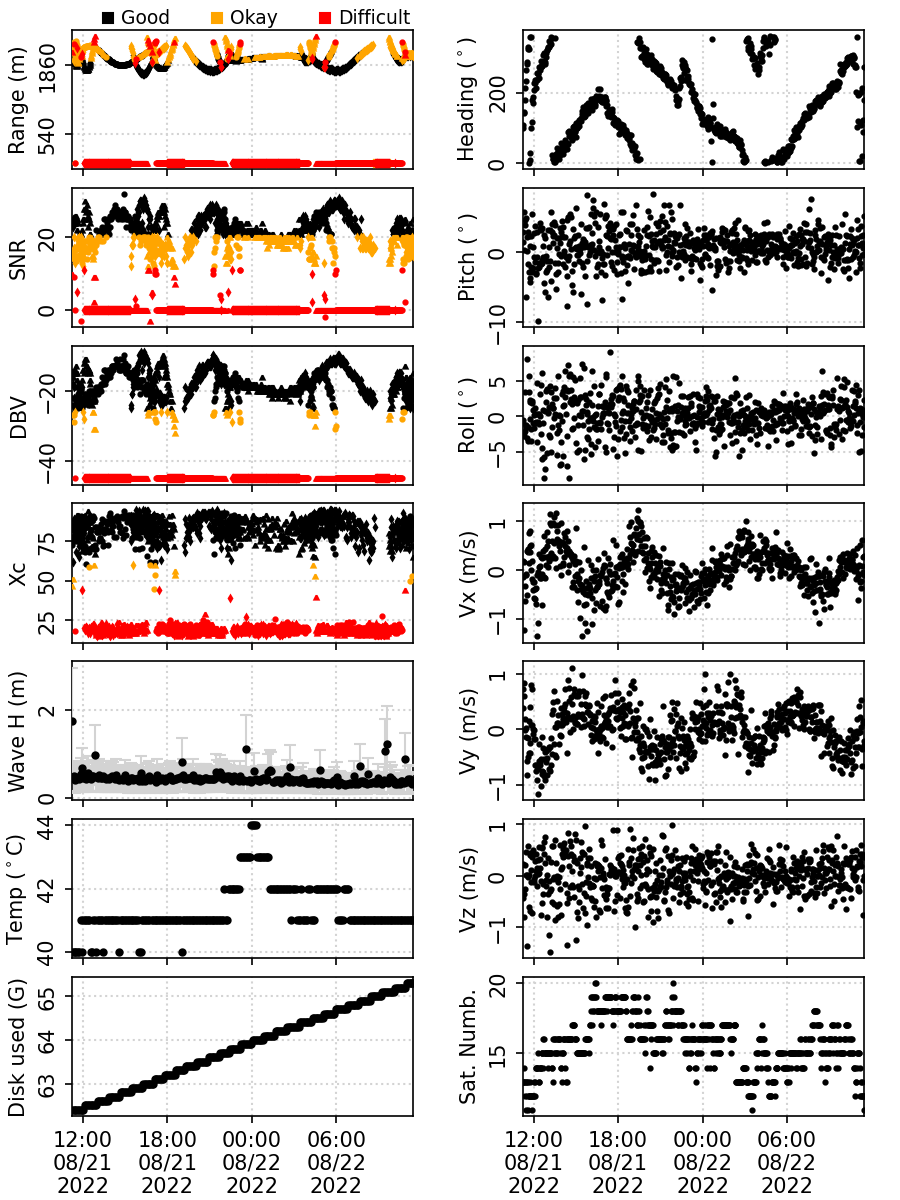 Good Okay Difficult
Range (m)
1860
540
Heading (°)
200
0
SNR
20
0
Pitch (°)
0
−10
DBV
−20
−40
Roll (°)
5
0
−5
Xc
75
50
25
Vx (m/s)
1
0
−1
Wave H (m)
2
0
Vy (m/s)
1
0
−1
Temp (°C)
44
42
40
Vz (m/s)
1
0
−1
Disk used (G)
65
64
63
Sat. Numb.
20
15
12:00 18:00 00:00 06:00
08/21 08/21 08/22 08/22
2022 2022 2022 2022
12:00 18:00 00:00 06:00
08/21 08/21 08/22 08/22
2022 2022 2022 2022